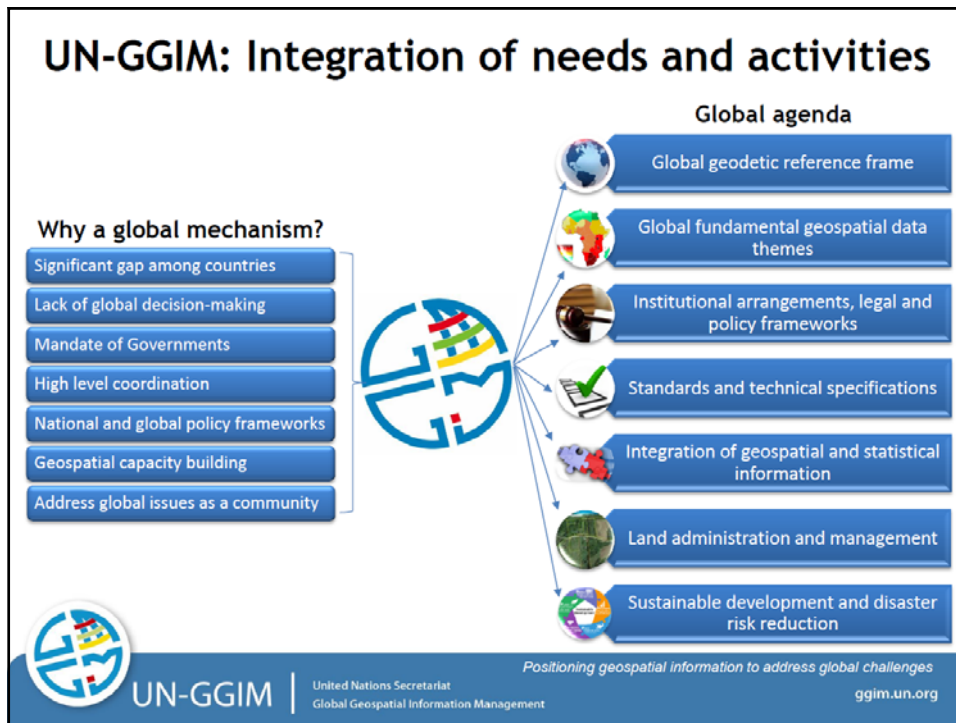 UN-GGIM: Integration of needs and activities
Global agenda
Global geodetic reference frame
Global fundamental geospatial data
themes
Institutional arrangements, legal and
policy frameworks
Standards and technical specifications
Integration of geospatial and statistical
information
Land administration and management
Sustainable development and disaster
risk reduction
Why a global mechanism?
Significant gap among countries
Lack of global decision-making
Mandate of Governments
High level coordination
National and global policy frameworks
Geospatial capacity building
Address global issues as a community
Positioning geospatial information to address global challenges
UN-GGIM
United Nations Secretariat
Global Geospatial Information Management
ggim.un.org